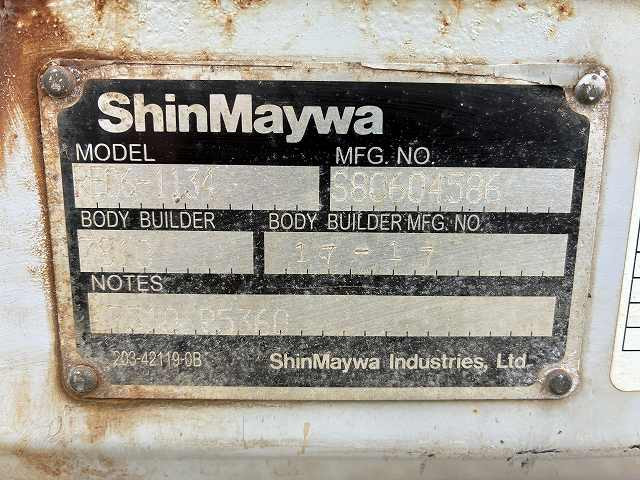 ShinMaywa
MODEL MFG. NO.
S80604586
BODY BUILDER BODY BUILDER MFG. NO.
17-17
NOTES
203-42119-0B ShinMaywa Industries, Ltd